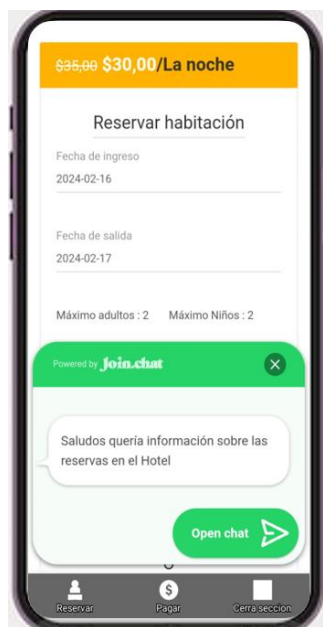 $35,00 $30,00/La noche
Reservar habitación
Fecha de ingreso
2024-02-16
Fecha de salida
2024-02-17
Máximo adultos : 2 Máximo Niños : 2
Powered by Join.chat
Saludos quería información sobre las
reservas en el Hotel
Open chat
Reservar Pagar Cerra sección